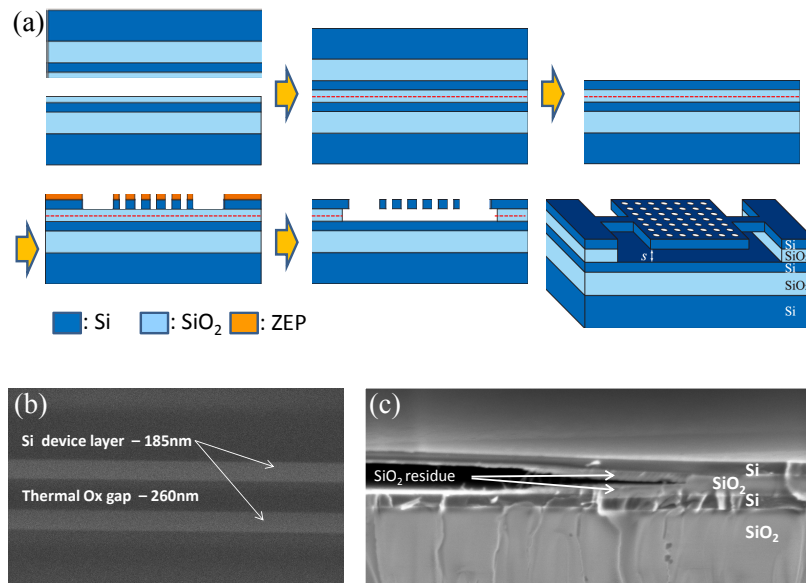 (a)
s
Si
SiO
Si
SiO
Si
: Si
: SiO2
: ZEP
(b)
Si device layer – 185nm
Thermal Ox gap – 260nm
(c)
SiO2 residue
Si
SiO2
Si
SiO2